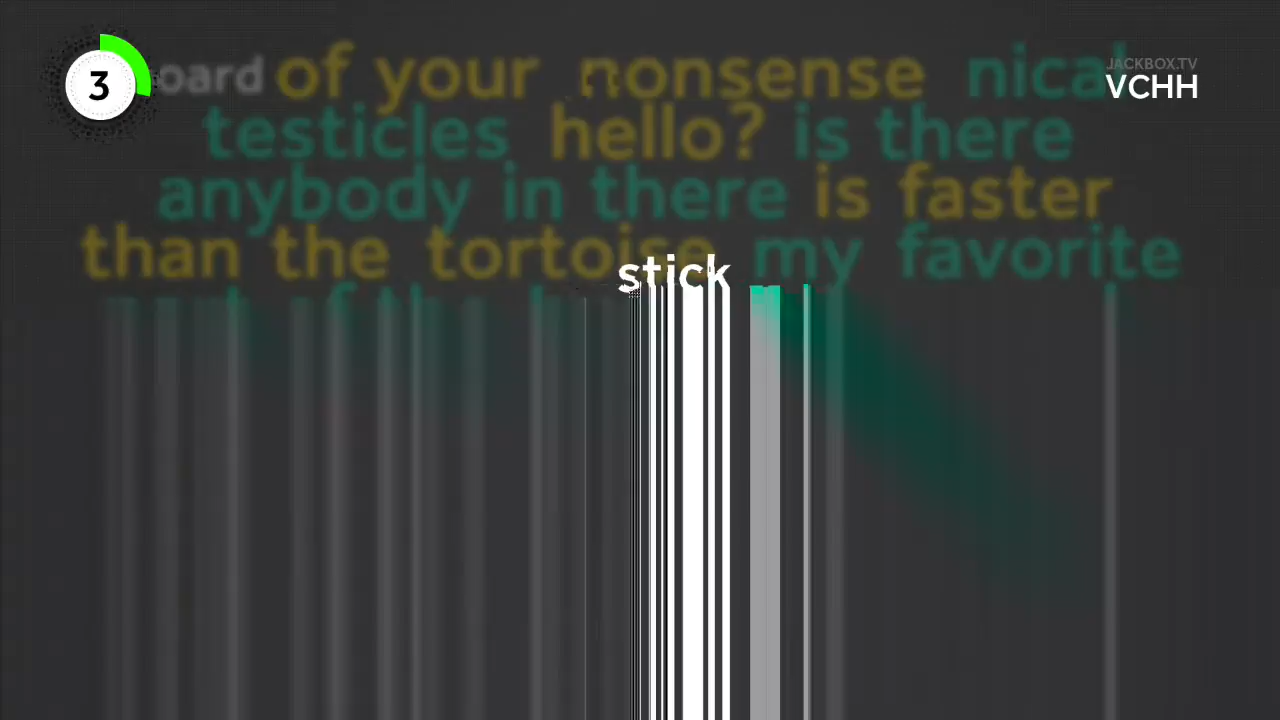 3
JACKBOX.TV
VCHH
oard of your nonsense nica
testicles hello? is there
anybody in there is faster
than the tortoise my favorite
stick